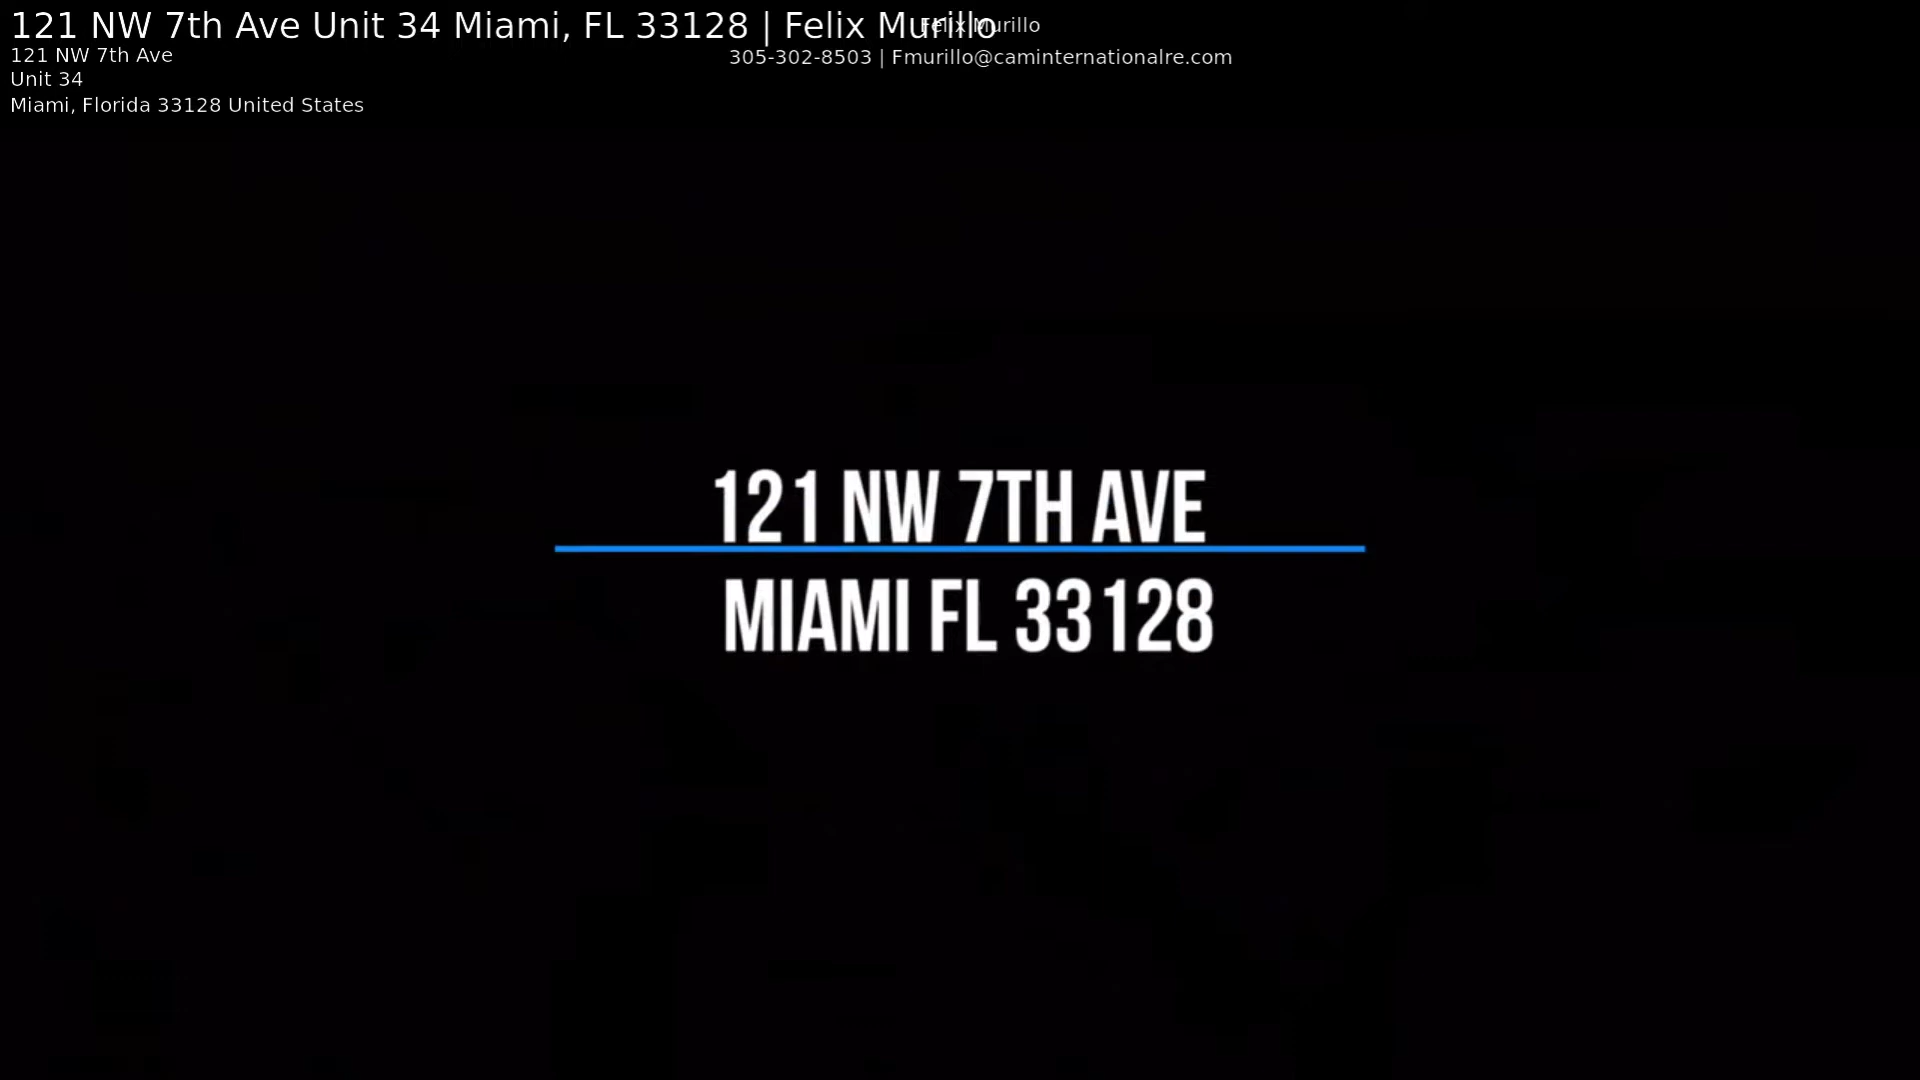 121 NW 7th Ave Unit 34 Miami, FL 33128 | Felix Murillo
Felix Murillo
121 NW 7th Ave
305-302-8503 | Fmurillo@caminternationalre.com
Unit 34
Miami, Florida 33128 United States
121 NW 7TH AVE
MIAMI FL 33128